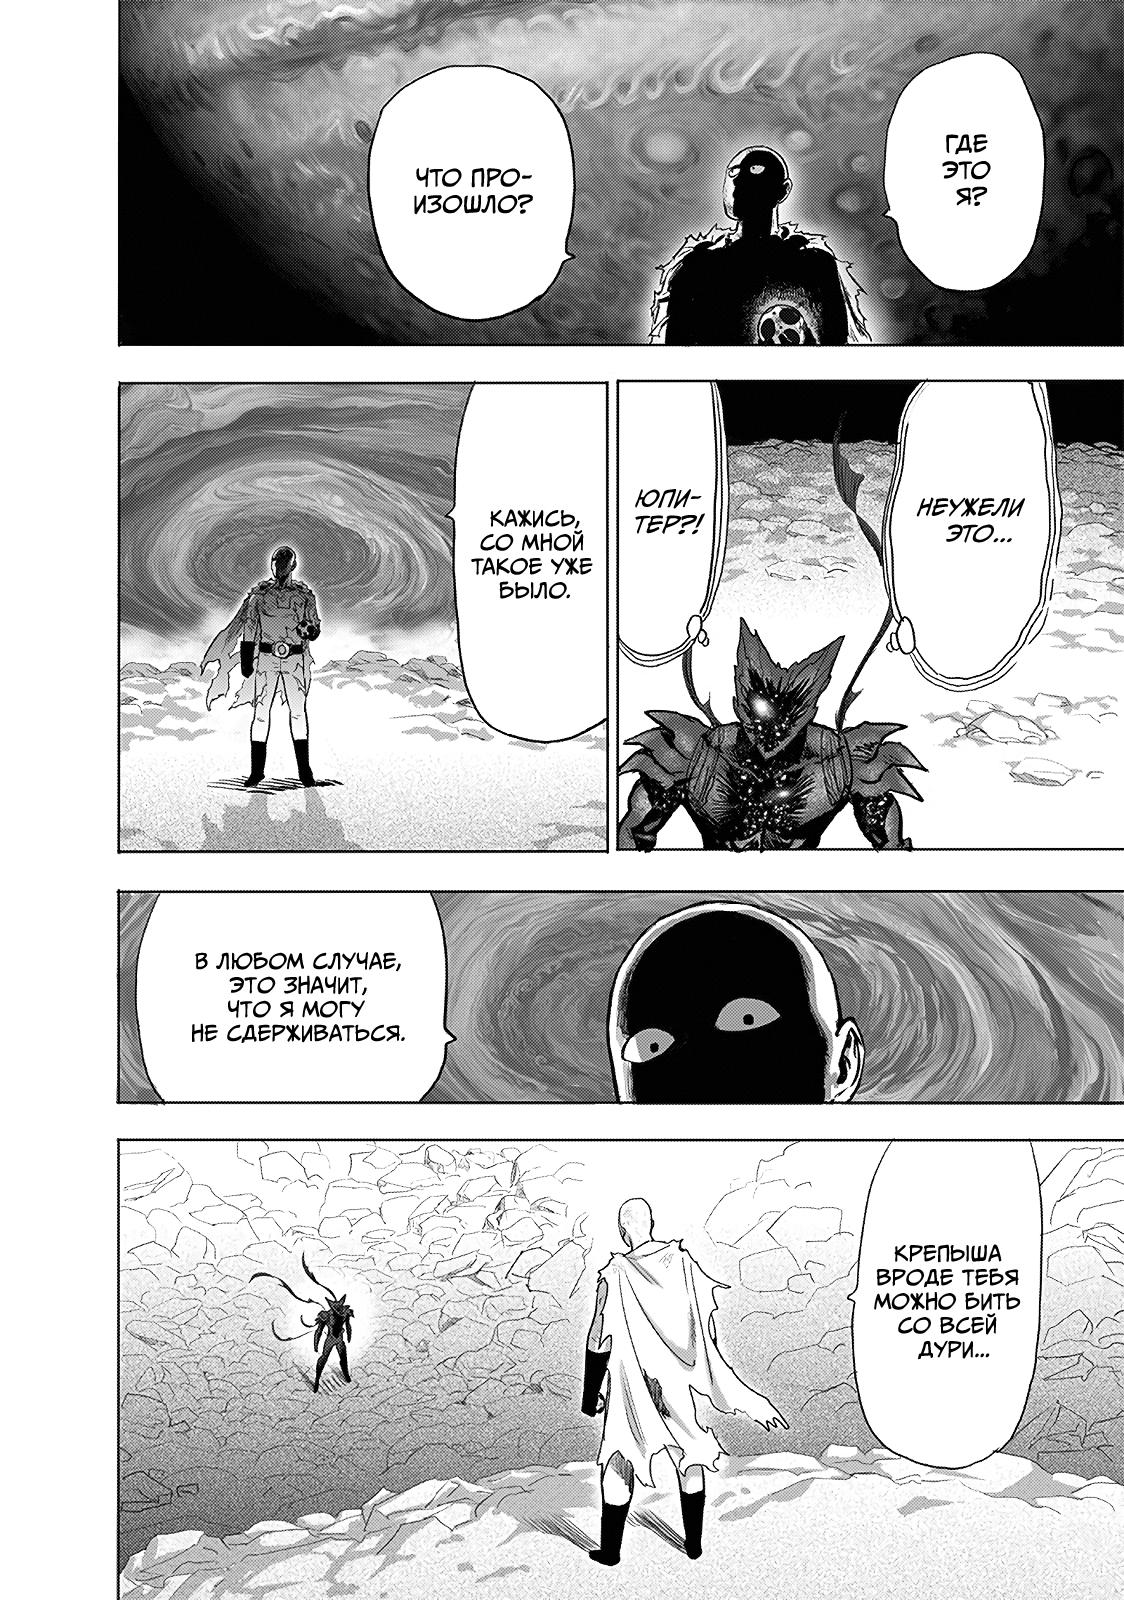 ГДЕ
ЭТО
Я?
ЧТО ПРО-
ИЗОШЛО?
НЕУЖЕЛИ
ЭТО...
ЮПИ-
ТЕР?!
КАЖИСЬ,
СО МНОЙ
ТАКОЕ УЖЕ
БЫЛО.
В ЛЮБОМ СЛУЧАЕ,
ЭТО ЗНАЧИТ,
ЧТО Я МОГУ
НЕ СДЕРЖИВАТЬСЯ.
КРЕПЫША
ВРОДЕ ТЕБЯ
МОЖНО БИТЬ
СО ВСЕЙ
ДУРИ...